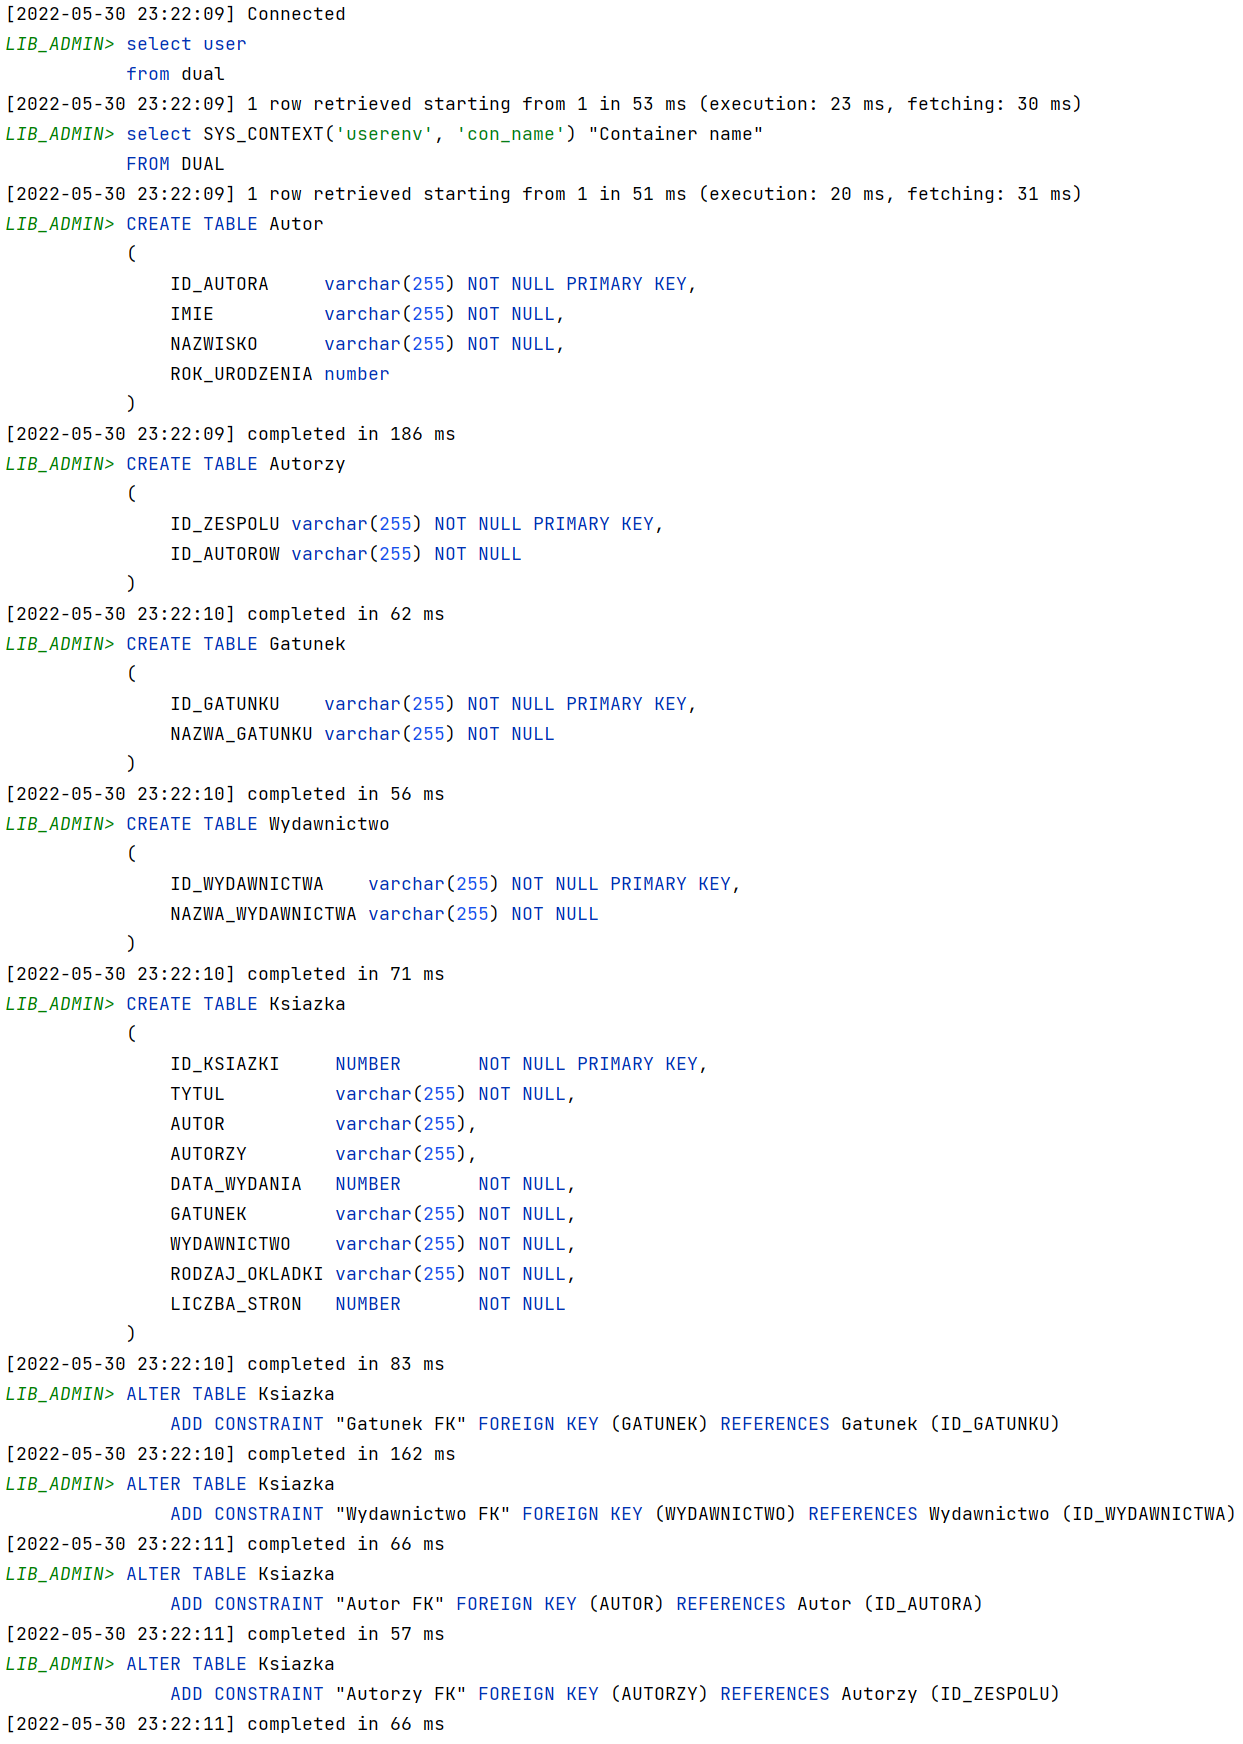 [2022-05-30 23:22:09] Connected
LIB_ADMIN> select user
           from dual
[2022-05-30 23:22:09] 1 row retrieved starting from 1 in 53 ms (execution: 23 ms, fetching: 30 ms)
LIB_ADMIN> select SYS_CONTEXT('userenv', 'con_name') "Container name"
           FROM DUAL
[2022-05-30 23:22:09] 1 row retrieved starting from 1 in 51 ms (execution: 20 ms, fetching: 31 ms)
LIB_ADMIN> CREATE TABLE Autor
           (
               ID_AUTORA     varchar(255) NOT NULL PRIMARY KEY,
               IMIE          varchar(255) NOT NULL,
               NAZWISKO      varchar(255) NOT NULL,
               ROK_URODZENIA number
           )
[2022-05-30 23:22:09] completed in 186 ms
LIB_ADMIN> CREATE TABLE Autorzy
           (
               ID_ZESPOLU varchar(255) NOT NULL PRIMARY KEY,
               ID_AUTOROW varchar(255) NOT NULL
           )
[2022-05-30 23:22:10] completed in 62 ms
LIB_ADMIN> CREATE TABLE Gatunek
           (
               ID_GATUNKU    varchar(255) NOT NULL PRIMARY KEY,
               NAZWA_GATUNKU varchar(255) NOT NULL
           )
[2022-05-30 23:22:10] completed in 56 ms
LIB_ADMIN> CREATE TABLE Wydawnictwo
           (
               ID_WYDAWNICTWA    varchar(255) NOT NULL PRIMARY KEY,
               NAZWA_WYDAWNICTWA varchar(255) NOT NULL
           )
[2022-05-30 23:22:10] completed in 71 ms
LIB_ADMIN> CREATE TABLE Ksiazka
           (
               ID_KSIAZKI     NUMBER       NOT NULL PRIMARY KEY,
               TYTUL          varchar(255) NOT NULL,
               AUTOR          varchar(255),
               AUTORZY        varchar(255),
               DATA_WYDANIA   NUMBER       NOT NULL,
               GATUNEK        varchar(255) NOT NULL,
               WYDAWNICTWO    varchar(255) NOT NULL,
               RODZAJ_OKLADKI varchar(255) NOT NULL,
               LICZBA_STRON   NUMBER       NOT NULL
           )
[2022-05-30 23:22:10] completed in 83 ms
LIB_ADMIN> ALTER TABLE Ksiazka
               ADD CONSTRAINT "Gatunek FK" FOREIGN KEY (GATUNEK) REFERENCES Gatunek (ID_GATUNKU)
[2022-05-30 23:22:10] completed in 162 ms
LIB_ADMIN> ALTER TABLE Ksiazka
               ADD CONSTRAINT "Wydawnictwo FK" FOREIGN KEY (WYDAWNICTWO) REFERENCES Wydawnictwo (ID_WYDAWNICTWA)
[2022-05-30 23:22:11] completed in 66 ms
LIB_ADMIN> ALTER TABLE Ksiazka
               ADD CONSTRAINT "Autor FK" FOREIGN KEY (AUTOR) REFERENCES Autor (ID_AUTORA)
[2022-05-30 23:22:11] completed in 57 ms
LIB_ADMIN> ALTER TABLE Ksiazka
               ADD CONSTRAINT "Autorzy FK" FOREIGN KEY (AUTORZY) REFERENCES Autorzy (ID_ZESPOLU)
[2022-05-30 23:22:11] completed in 66 ms